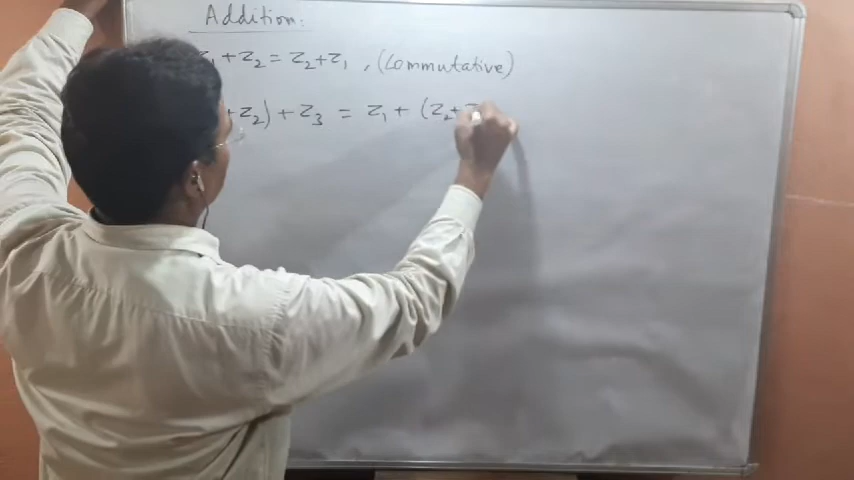 Addition:
z₁ + z₂ = z₂ + z₁ , (Commutative)
+ z₂) + z₃ = z₁ + (z₂ + z